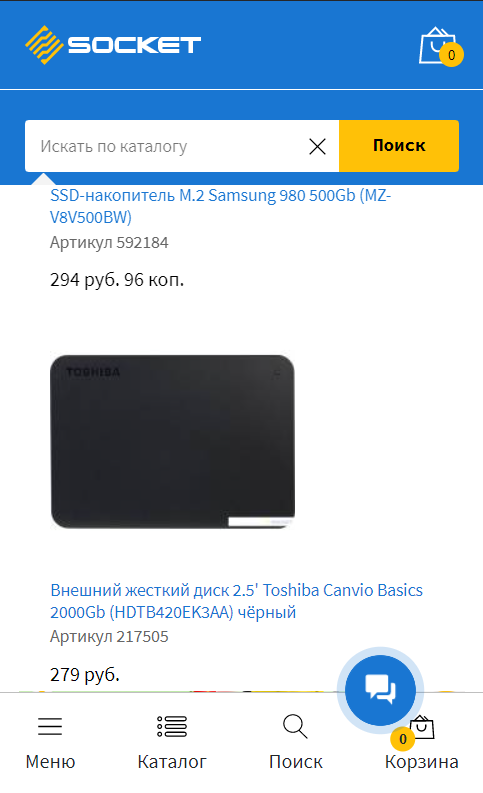 SOCKET
0
Искать по каталогу
Поиск
SSD-накопитель M.2 Samsung 980 500Gb (MZ-
V8V500BW)
Артикул 592184
294 руб. 96 коп.
TOSHIBA
Внешний жесткий диск 2.5' Toshiba Canvio Basics
2000Gb (HDTB420EK3AA) чёрный
Артикул 217505
279 руб.
0
Меню
Каталог
Поиск
Корзина